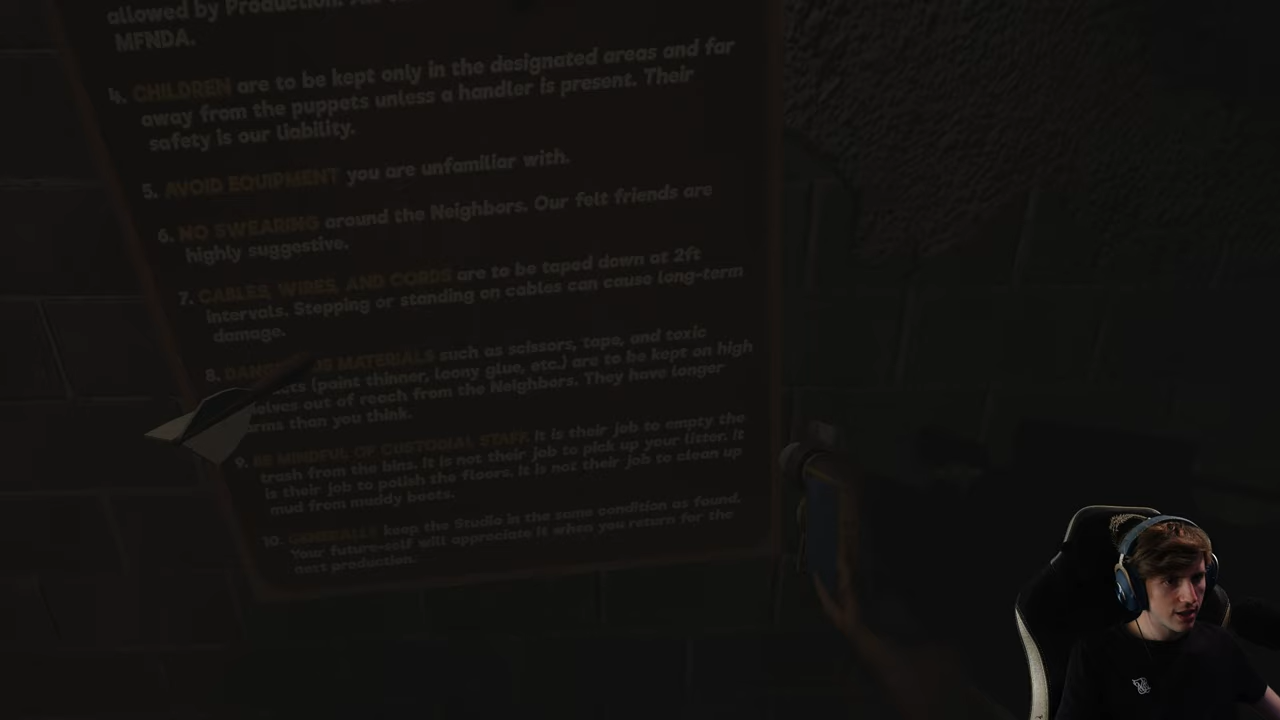 allowed by Production.
MFNDA.
4. CHILDREN are to be kept only in the designated areas and far
away from the puppets unless a handler is present. Their
safety is our liability.
5. AVOID EQUIPMENT you are unfamiliar with.
6. NO SWEARING around the Neighbors. Our felt friends are
highly suggestive.
7. CABLES, WIRES, AND CORDS are to be taped down at 2ft
intervals. Stepping or standing on cables can cause long-term
damage.
8. MATERIALS such as scissors, tape, and toxic
(paint thinner, loony glue, etc.) are to be kept on high
out of reach from the Neighbors. They have longer
than you think.
9. BE MINDFUL OF CUSTODIAL STAFF. It is their job to empty the
trash from the bins. It is not their job to pick up your litter. It
is their job to polish the floors. It is not their job to clean up
mud from muddy boots.
10. GENERALLY keep the Studio in the same condition as found.
Your future-self will appreciate it when you return for the
next production.